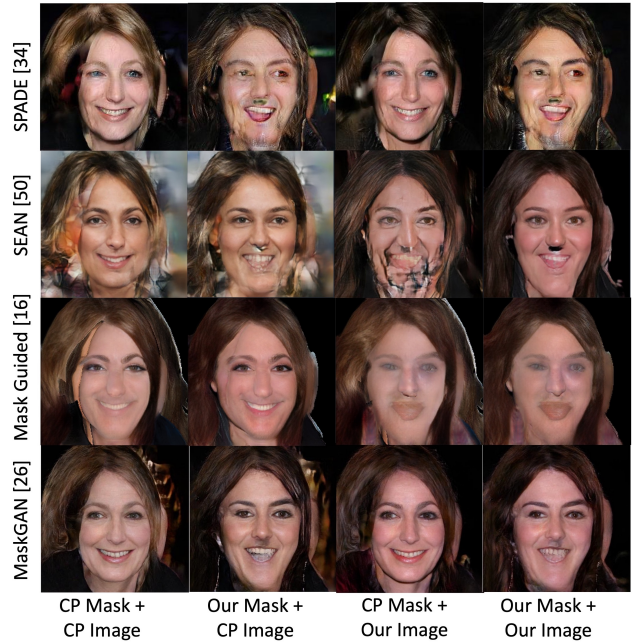 SPADE [34]
SEAN [50]
Mask Guided [16]
MaskGAN [26]
CP Mask +
CP Image
Our Mask +
CP Image
CP Mask +
Our Image
Our Mask +
Our Image